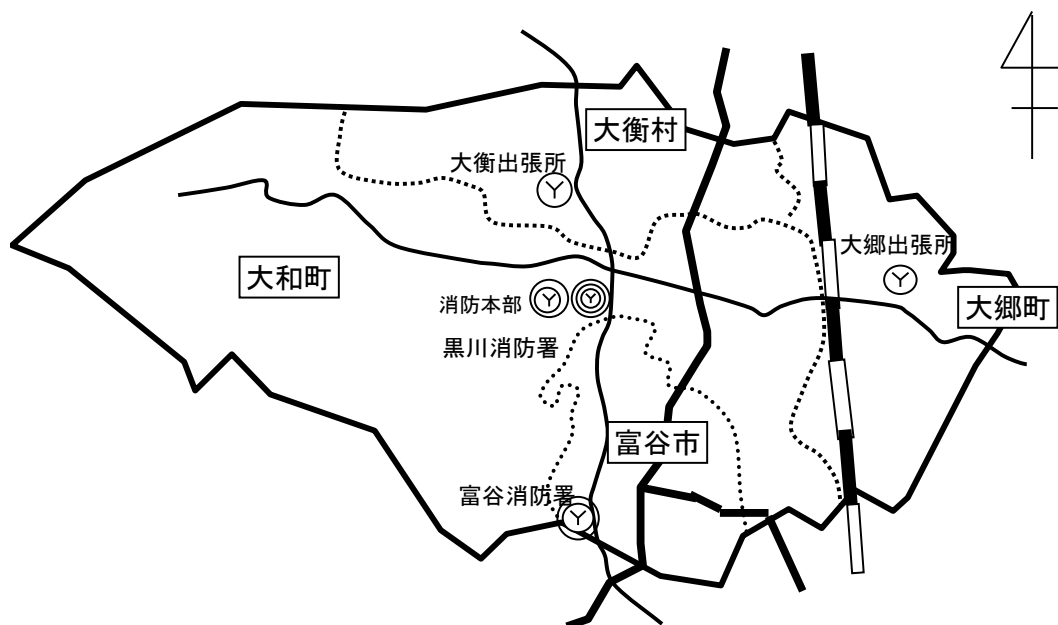 大衡村
大衡出張所
大郷出張所
大和町
大郷町
消防本部
黒川消防署
富谷市
富谷消防署